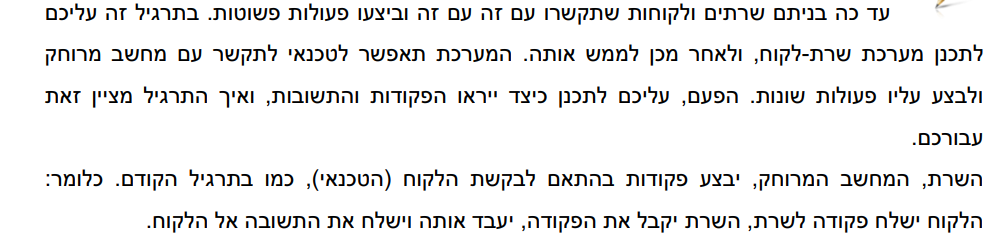 עד כה בניתם שרתים ולקוחות שתקשרו עם זה עם זה וביצעו פעולות פשוטות. בתרגיל זה עליכם
לתכנן מערכת שרת-לקוח, ולאחר מכן לממש אותה. המערכת תאפשר לטכנאי לתקשר עם מחשב מרוחק
ולבצע עליו פעולות שונות. הפעם, עליכם לתכנן כיצד ייראו הפקודות והתשובות, ואיך התרגיל מציין זאת
עבורכם.
השרת, המחשב המרוחק, יבצע פקודות בהתאם לבקשת הלקוח (הטכנאי), כמו בתרגיל הקודם. כלומר:
הלקוח ישלח פקודה לשרת, השרת יקבל את הפקודה, יעבד אותה וישלח את התשובה אל הלקוח.